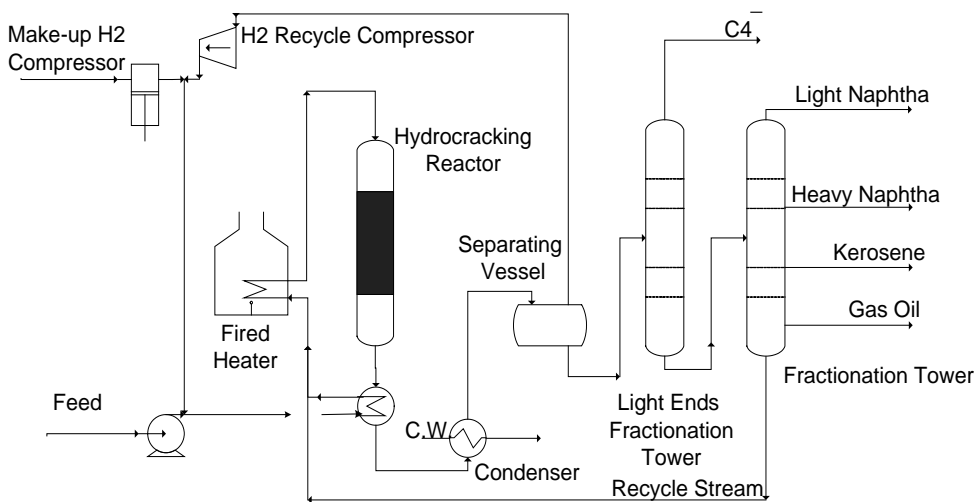 Make-up H2
Compressor
H2 Recycle Compressor
C4
Light Naphtha
Hydrocracking
Reactor
Heavy Naphtha
Separating
Vessel
Kerosene
Gas Oil
Fired
Heater
Fractionation Tower
Feed
C.W
Light Ends
Fractionation
Tower
Condenser
Recycle Stream